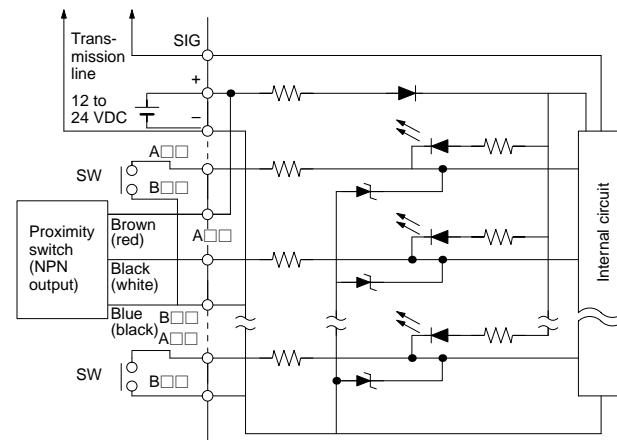 Trans-
mission
line
SIG
+
12 to
24 VDC
−
A□□
SW
B□□
Proximity
switch
(NPN
output)
Brown
(red)
A□□
Black
(white)
Blue
(black)
B□□
A□□
SW
B□□
Internal circuit